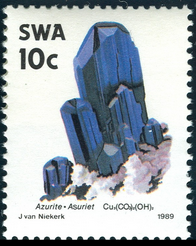 SWA
10c
Azurite • Asuriet Cu₃(CO₃)₂(OH)₂
J van Niekerk 1989